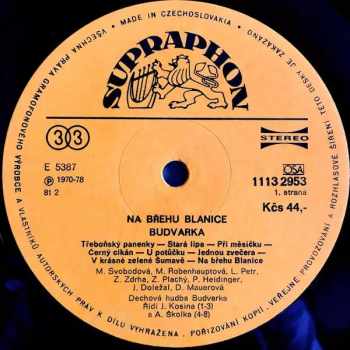 MADE IN CZECHOSLOVAKIA
VŠECHNA PRÁVA GRAMOFONOVÉHO VÝROBCE A VLASTNÍKŮ AUTORSKÝCH PRÁV K DÍLU VYHRAŽENA. POŘIZOVÁNÍ KOPIÍ, VEŘEJNÉ PROVOZOVÁNÍ A ROZHLASOVÉ ŠÍŘENÍ TÉTO DESKY JE ZAKÁZÁNO
SUPRAPHON
33
STEREO
E 5387
℗ 1970-78
81 2
OSA
1113 2953
1. strana
Kčs 44,-
NA BŘEHU BLANICE
BUDVARKA
Třeboňský panenky — Stará lípa — Při měsíčku —
Černý cikán — U potůčku — Jednou zvečera —
V krásné zelené Šumavě — Na břehu Blanice
M. Svobodová, M. Robenhauptová, L. Petr,
Z. Zdrha, Z. Plachý, P. Heidinger,
J. Doležal, D. Mauerová
Dechová hudba Budvarka
Řídí J. Kosina (1-3)
a A. Školka (4-8)